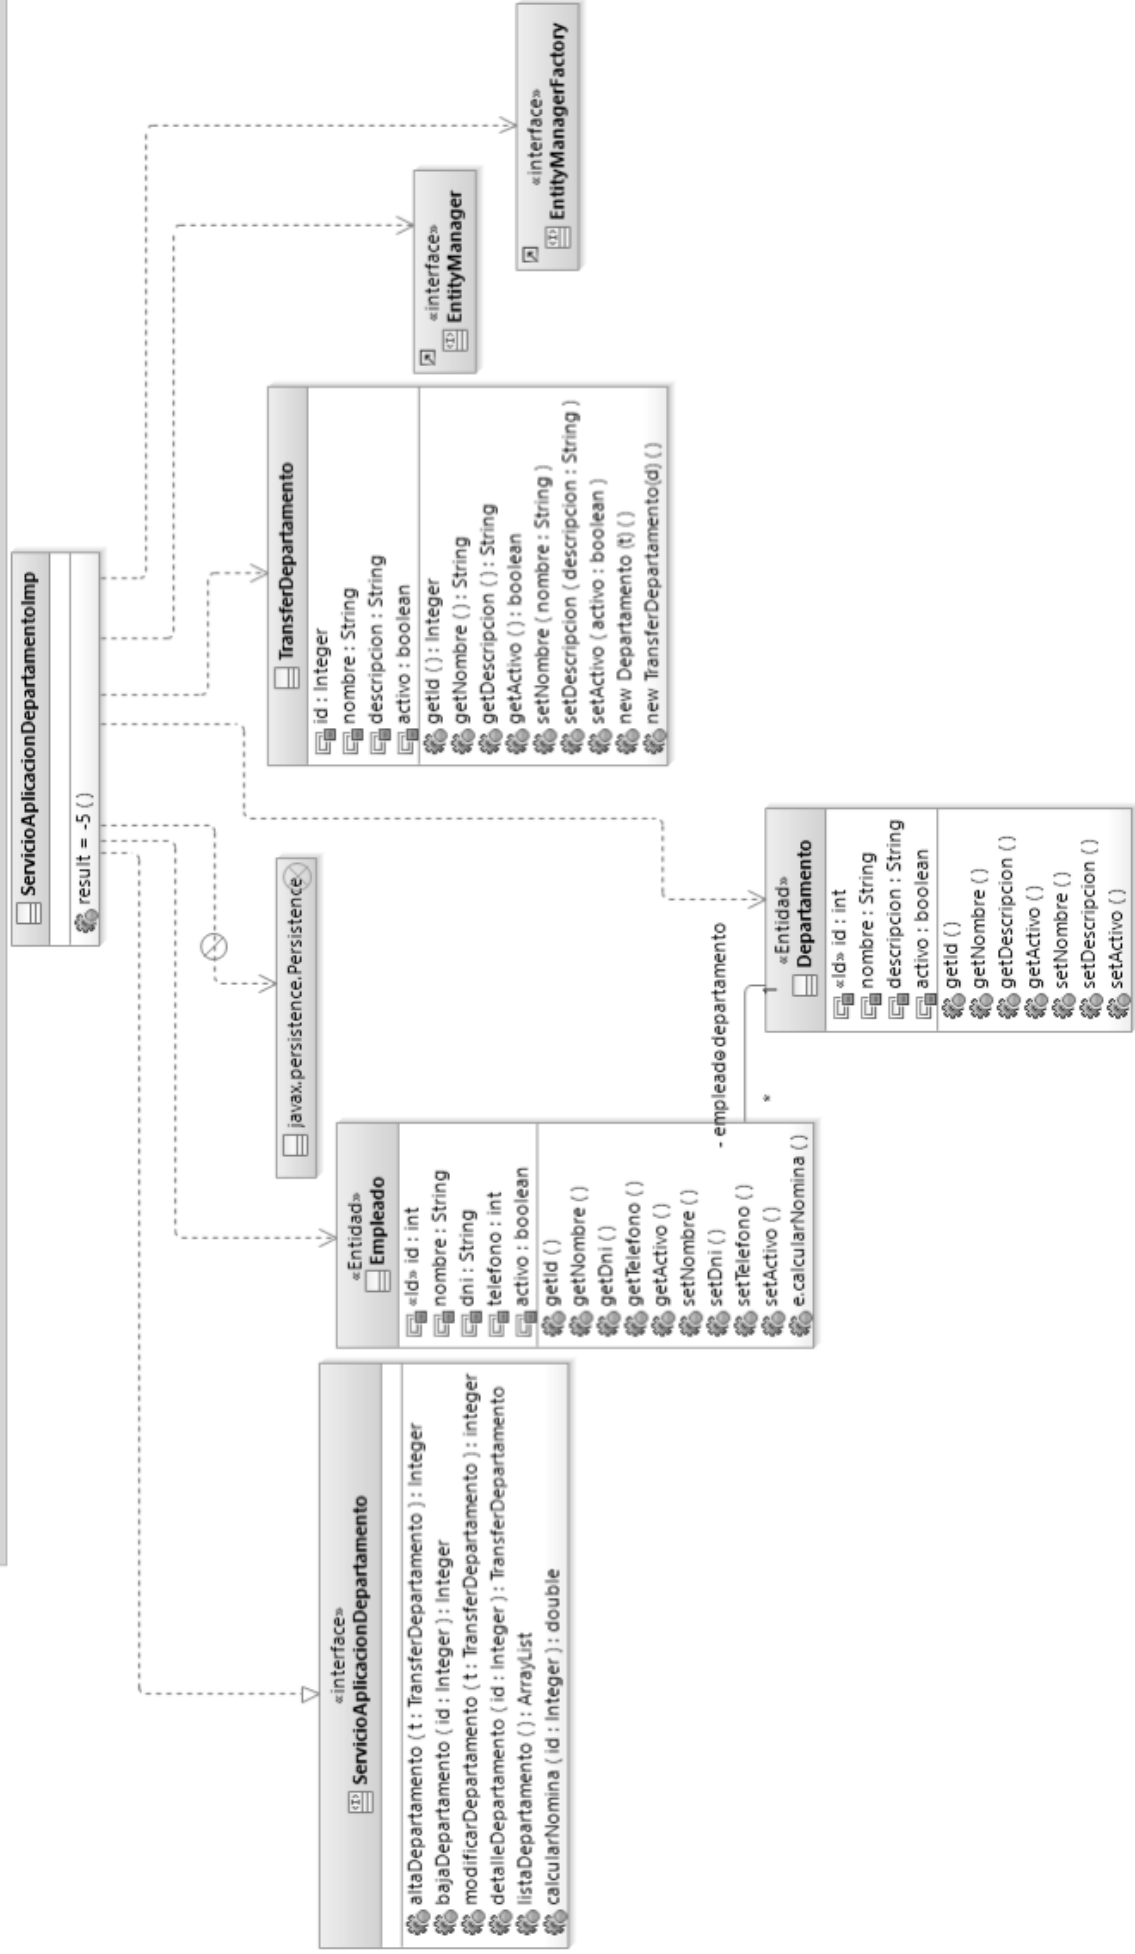 ServicioAplicacionDepartamentoImp
result = -5 ( )
«interface»
ServicioAplicacionDepartamento
altaDepartamento ( t : TransferDepartamento ) : Integer
bajaDepartamento ( id : Integer ) : Integer
modificarDepartamento ( t : TransferDepartamento ) : integer
detalleDepartamento ( id : Integer ) : TransferDepartamento
listaDepartamento ( ) : ArrayList
calcularNomina ( id : Integer ) : double
«Entidad»
Empleado
«Id» id : int
nombre : String
dni : String
telefono : int
activo : boolean
getId ( )
getNombre ( )
getDni ( )
getTelefono ( )
getActivo ( )
setNombre ( )
setDni ( )
setTelefono ( )
setActivo ( )
e.calcularNomina ( )
javax.persistence.Persistence
- empleado
departamento
*
1
«Entidad»
Departamento
«Id» id : int
nombre : String
descripcion : String
activo : boolean
getId ( )
getNombre ( )
getDescripcion ( )
getActivo ( )
setNombre ( )
setDescripcion ( )
setActivo ( )
TransferDepartamento
id : Integer
nombre : String
descripcion : String
activo : boolean
getId ( ) : Integer
getNombre ( ) : String
getDescripcion ( ) : String
getActivo ( ) : boolean
setNombre ( nombre : String )
setDescripcion ( descripcion : String )
setActivo ( activo : boolean )
new Departamento (t) ( )
new TransferDepartamento(d) ( )
«interface»
EntityManager
«interface»
EntityManagerFactory